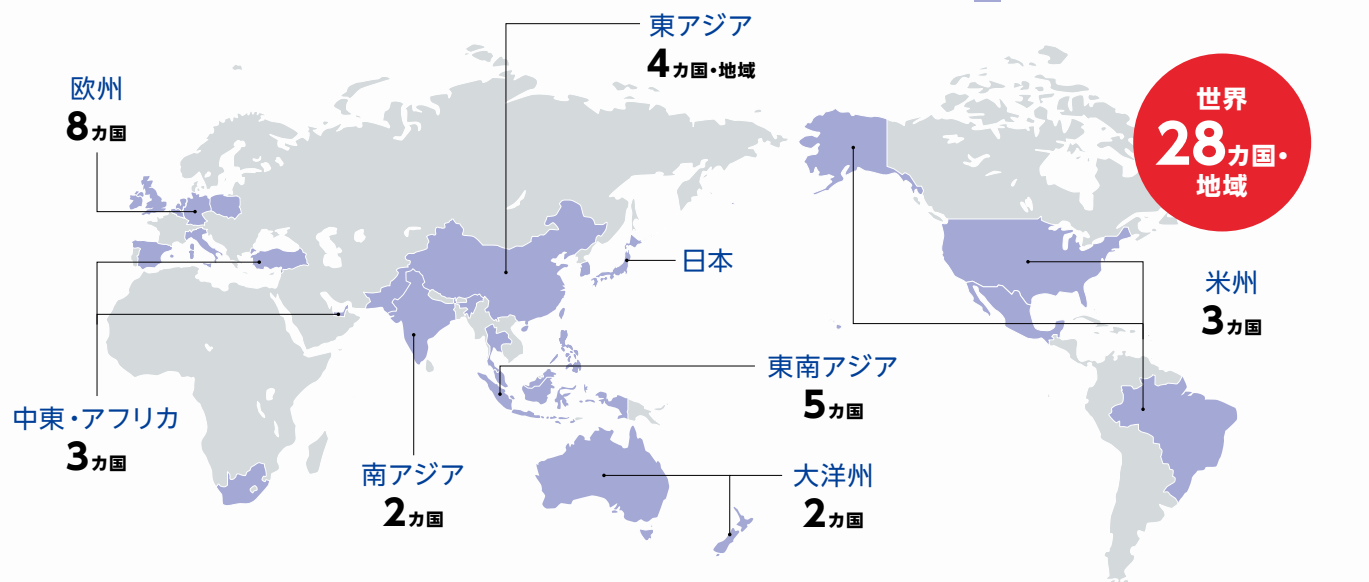 東アジア
4カ国・地域
欧州
8カ国
世界
28カ国・
地域
日本
米州
3カ国
東南アジア
5カ国
中東・アフリカ
3カ国
南アジア
2カ国
大洋州
2カ国